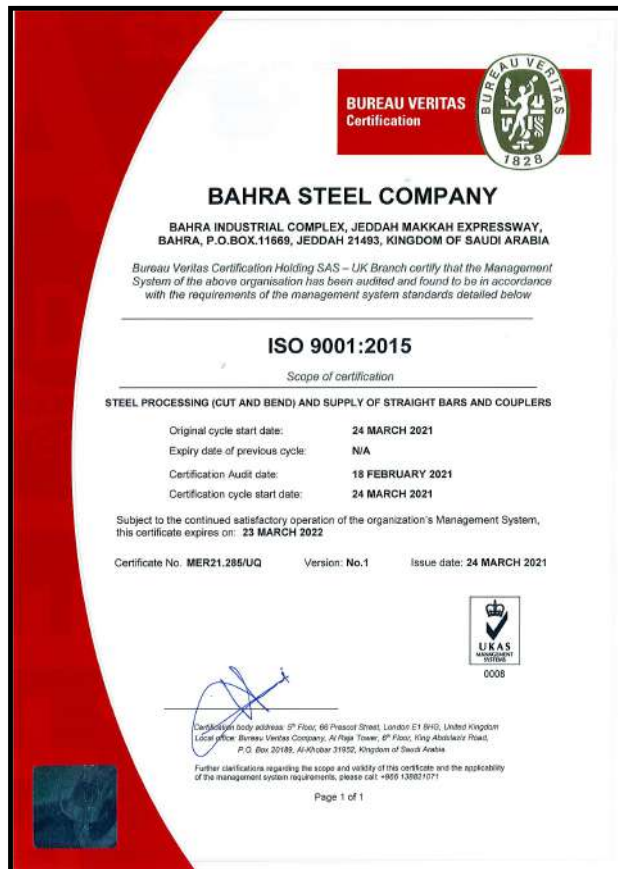 BUREAU VERITAS
Certification
BUREAU VERITAS
1828
BAHRA STEEL COMPANY
BAHRA INDUSTRIAL COMPLEX, JEDDAH MAKKAH EXPRESSWAY,
BAHRA, P.O.BOX.11669, JEDDAH 21493, KINGDOM OF SAUDI ARABIA
Bureau Veritas Certification Holding SAS – UK Branch certify that the Management
System of the above organisation has been audited and found to be in accordance
with the requirements of the management system standards detailed below
ISO 9001:2015
Scope of certification
STEEL PROCESSING (CUT AND BEND) AND SUPPLY OF STRAIGHT BARS AND COUPLERS
Original cycle start date: 24 MARCH 2021
Expiry date of previous cycle: N/A
Certification Audit date: 18 FEBRUARY 2021
Certification cycle start date: 24 MARCH 2021
Subject to the continued satisfactory operation of the organization's Management System,
this certificate expires on: 23 MARCH 2022
Certificate No. MER21.285/UQ Version: No.1 Issue date: 24 MARCH 2021
UKAS
MANAGEMENT
SYSTEMS
0008
Certification body address: 5th Floor, 66 Prescot Street, London E1 8HG, United Kingdom
Local office: Bureau Veritas Company, Al Raja Tower, 6th Floor, King Abdulaziz Road,
P.O. Box 20189, Al-Khobar 31952, Kingdom of Saudi Arabia
Further clarifications regarding the scope and validity of this certificate and the applicability
of the management system requirements, please call: +966 138821071
Page 1 of 1